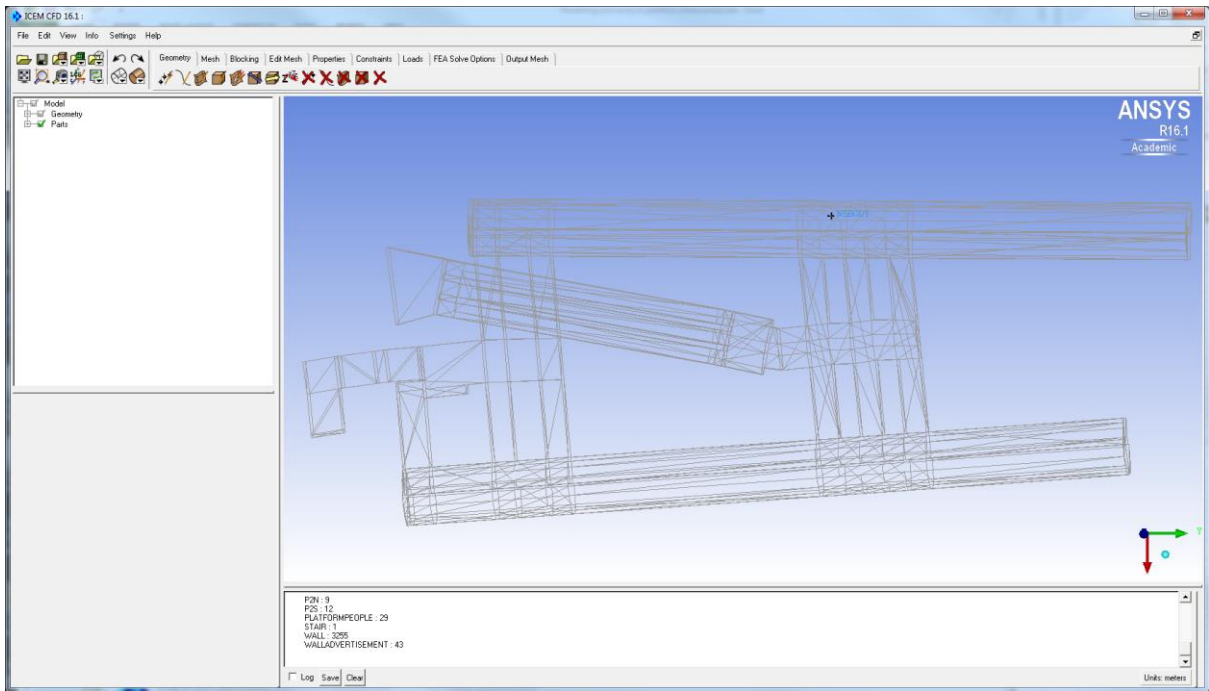 ICEM CFD 16.1 :
File Edit View Info Settings Help
Geometry Mesh Blocking Edit Mesh Properties Constraints Loads FEA Solve Options Output Mesh
Model
Geometry
Parts
ANSYS
R16.1
Academic
Y
P2N : 9
P2S : 12
PLATFORMPEOPLE : 29
STAIR : 1
WALL : 3255
WALLADVERTISEMENT : 43
Log Save Clear
Units: meters